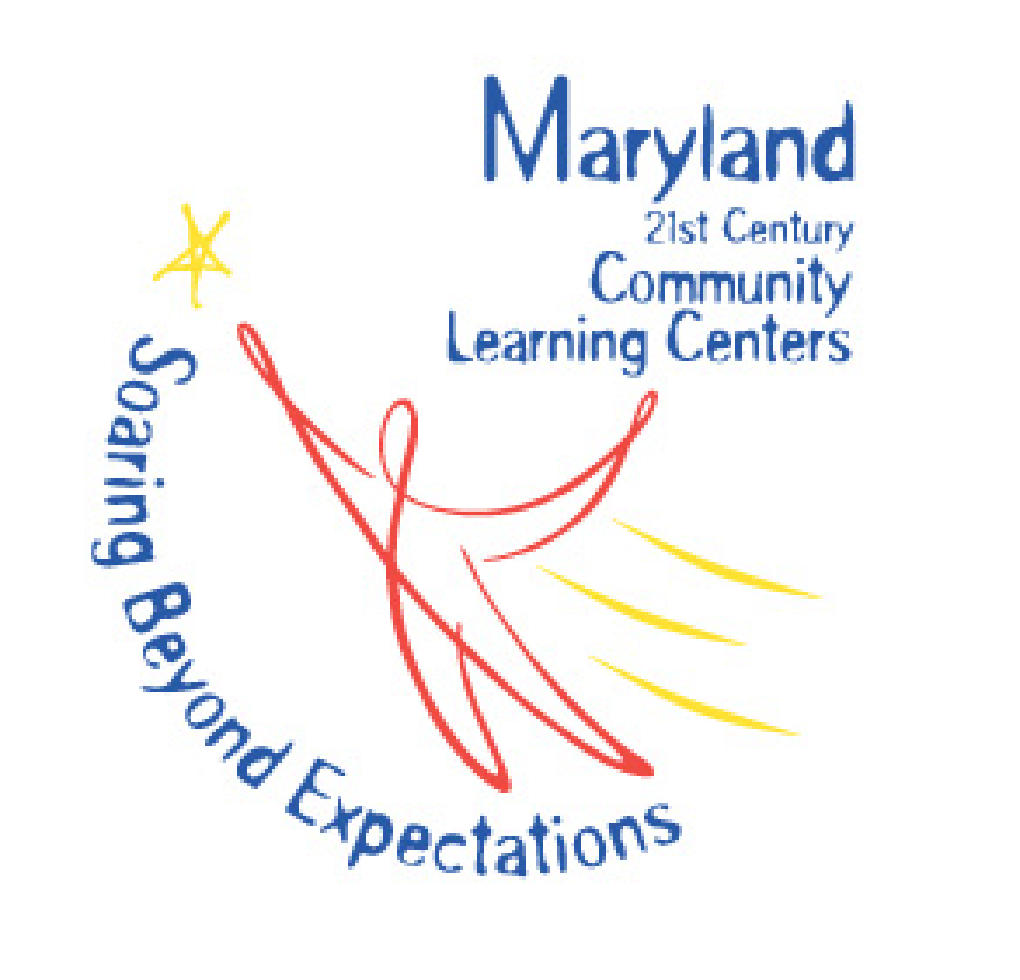 Maryland
21st Century
Community
Learning Centers
Soaring Beyond Expectations